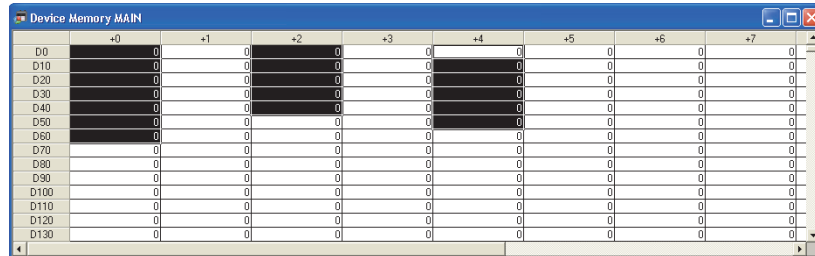 Device Memory MAIN
+0 +1 +2 +3 +4 +5 +6 +7
D0 0 0 0 0 0 0 0 0
D10 0 0 0 0 0 0 0 0
D20 0 0 0 0 0 0 0 0
D30 0 0 0 0 0 0 0 0
D40 0 0 0 0 0 0 0 0
D50 0 0 0 0 0 0 0 0
D60 0 0 0 0 0 0 0 0
D70 0 0 0 0 0 0 0 0
D80 0 0 0 0 0 0 0 0
D90 0 0 0 0 0 0 0 0
D100 0 0 0 0 0 0 0 0
D110 0 0 0 0 0 0 0 0
D120 0 0 0 0 0 0 0 0
D130 0 0 0 0 0 0 0 0